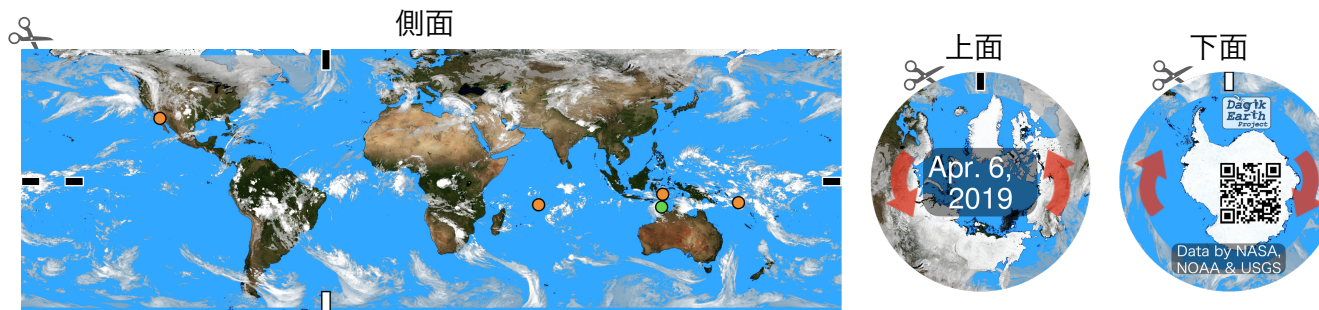 側面
上面
下面
Apr. 6,
2019
Dagik
Earth
Project
Data by NASA,
NOAA & USGS